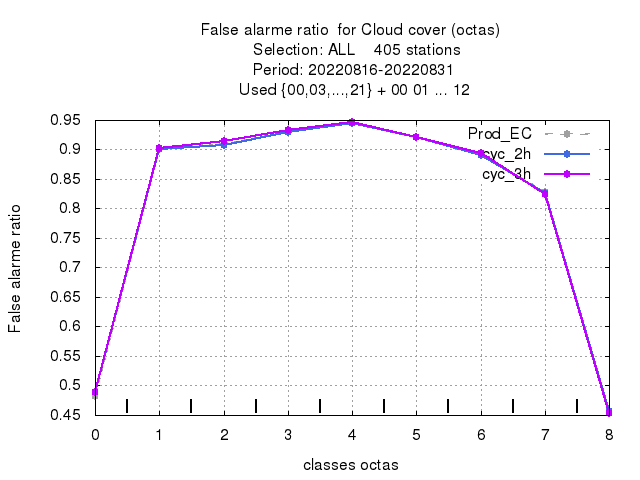 False alarme ratio  for Cloud cover (octas)
Selection: ALL    405 stations
Period: 20220816-20220831
Used {00,03,...,21} + 00 01 ... 12
False alarme ratio
0.95
0.9
0.85
0.8
0.75
0.7
0.65
0.6
0.55
0.5
0.45
Prod_EC
cyc_2h
cyc_3h
0 1 2 3 4 5 6 7 8
classes octas